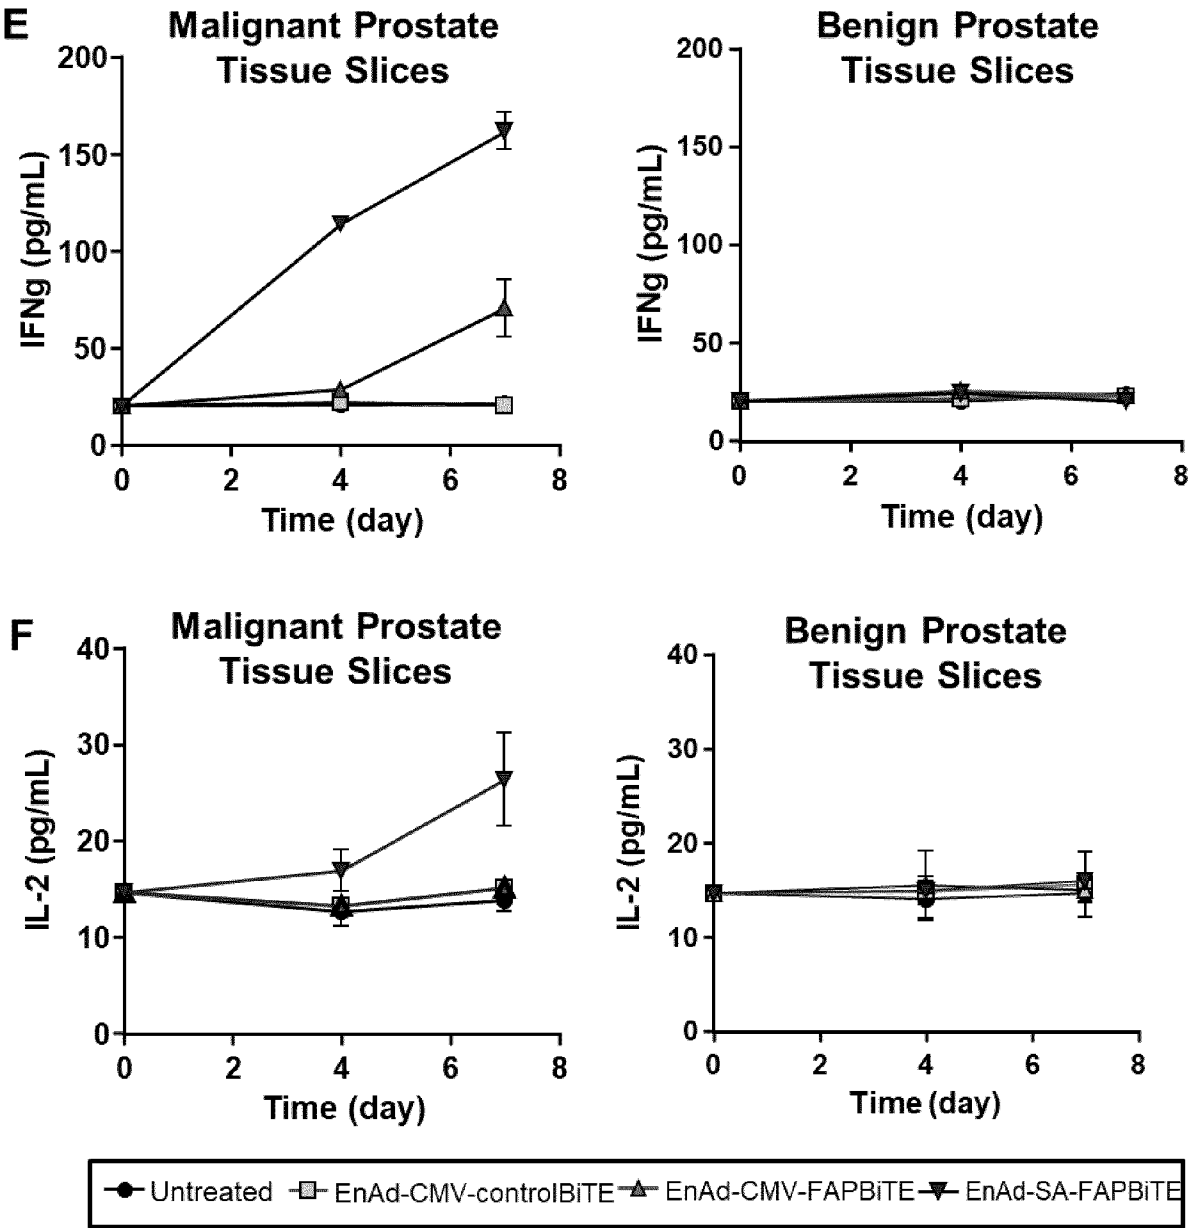 E
Malignant Prostate
Tissue Slices
IFNg (pg/mL)
200
150
100
50
0
0 2 4 6 8
Time (day)
Benign Prostate
Tissue Slices
IFNg (pg/mL)
200
150
100
50
0
0 2 4 6 8
Time (day)
F
Malignant Prostate
Tissue Slices
IL-2 (pg/mL)
40
30
20
10
0
0 2 4 6 8
Time (day)
Benign Prostate
Tissue Slices
IL-2 (pg/mL)
40
30
20
10
0
0 2 4 6 8
Time (day)
Untreated EnAd-CMV-controlBiTE EnAd-CMV-FAPBiTE EnAd-SA-FAPBiTE